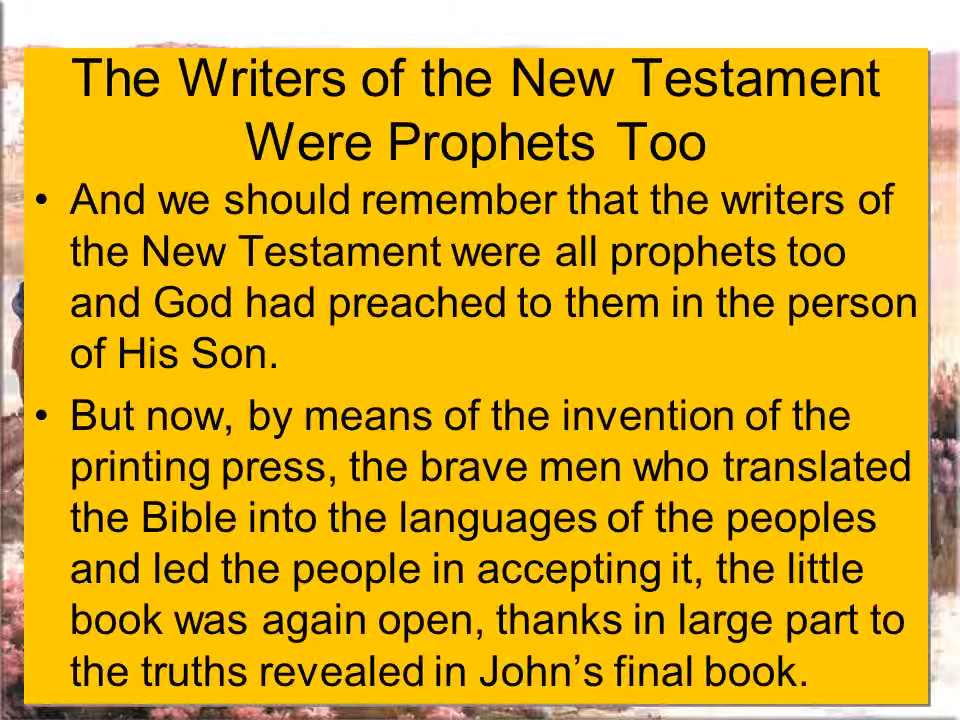 The Writers of the New Testament
Were Prophets Too
• And we should remember that the writers of
the New Testament were all prophets too
and God had preached to them in the person
of His Son.
• But now, by means of the invention of the
printing press, the brave men who translated
the Bible into the languages of the peoples
and led the people in accepting it, the little
book was again open, thanks in large part to
the truths revealed in John’s final book.